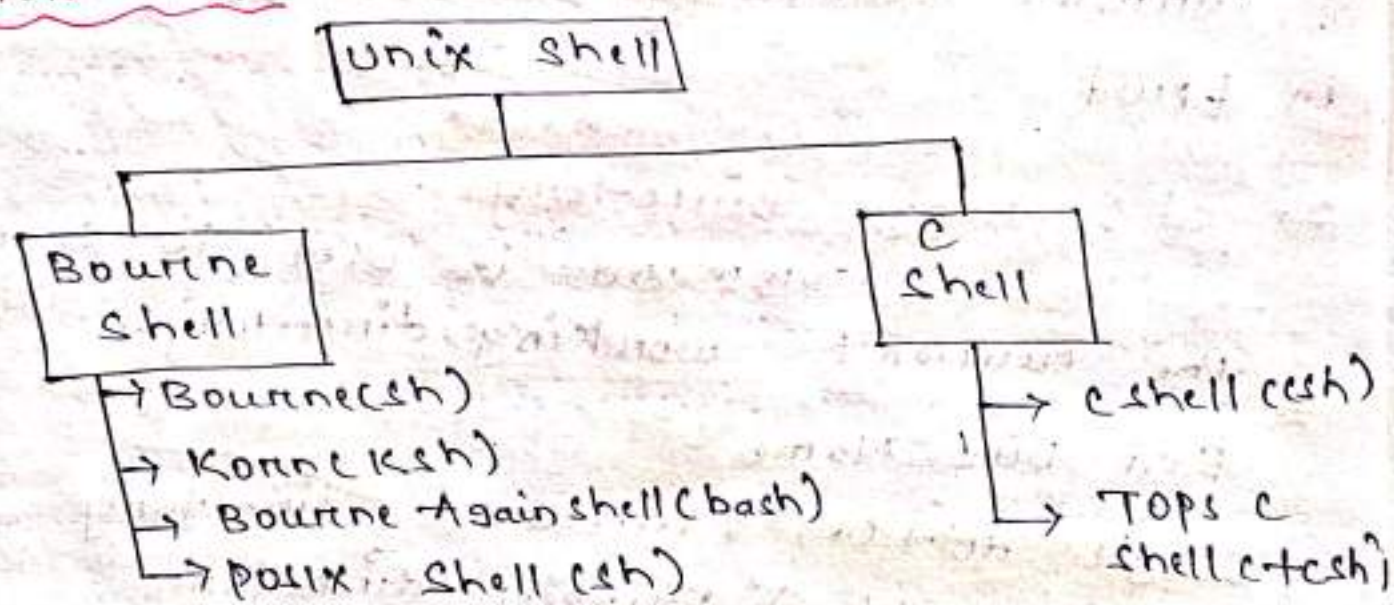 Unix Shell
Bourne
Shell
C
Shell
→ Bourne (sh)
→ Korn (Ksh)
→ Bourne Again shell (bash)
→ posix Shell (sh)
→ C shell (csh)
→ TOPS C
shell (tcsh)